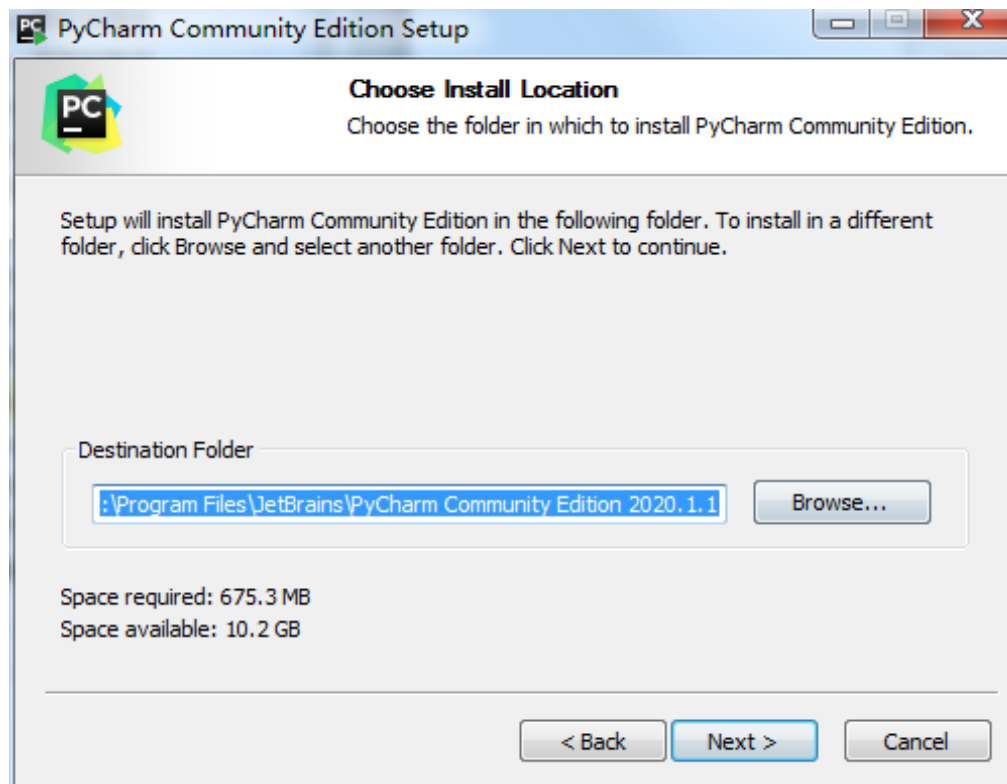 PyCharm Community Edition Setup
PC
Choose Install Location
Choose the folder in which to install PyCharm Community Edition.
Setup will install PyCharm Community Edition in the following folder. To install in a different
folder, click Browse and select another folder. Click Next to continue.
Destination Folder
:\Program Files\JetBrains\PyCharm Community Edition 2020.1.1
Browse...
Space required: 675.3 MB
Space available: 10.2 GB
< Back
Next >
Cancel